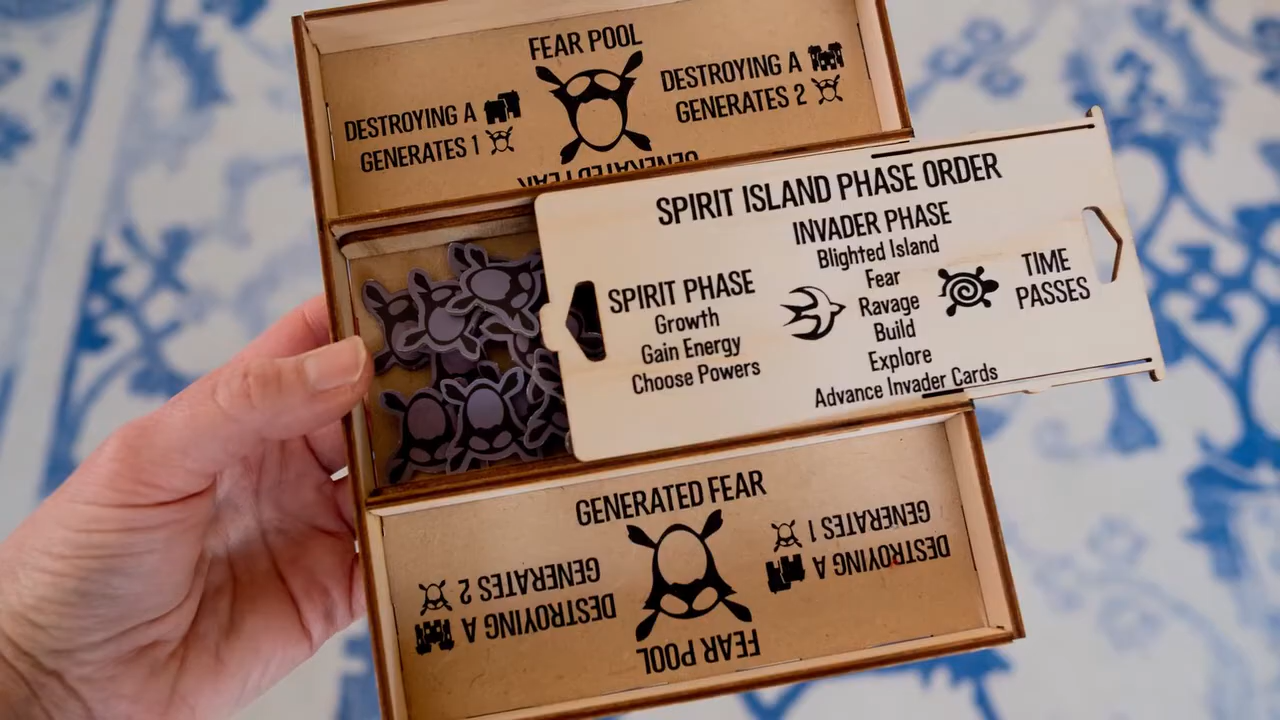 FEAR POOL
DESTROYING A
GENERATES 1
DESTROYING A
GENERATES 2
GENERATED FEAR
SPIRIT ISLAND PHASE ORDER
SPIRIT PHASE
Growth
Gain Energy
Choose Powers
INVADER PHASE
Blighted Island
Fear
Ravage
Build
Explore
Advance Invader Cards
TIME
PASSES
GENERATED FEAR
DESTROYING A
GENERATES 2
DESTROYING A
GENERATES 1
FEAR POOL